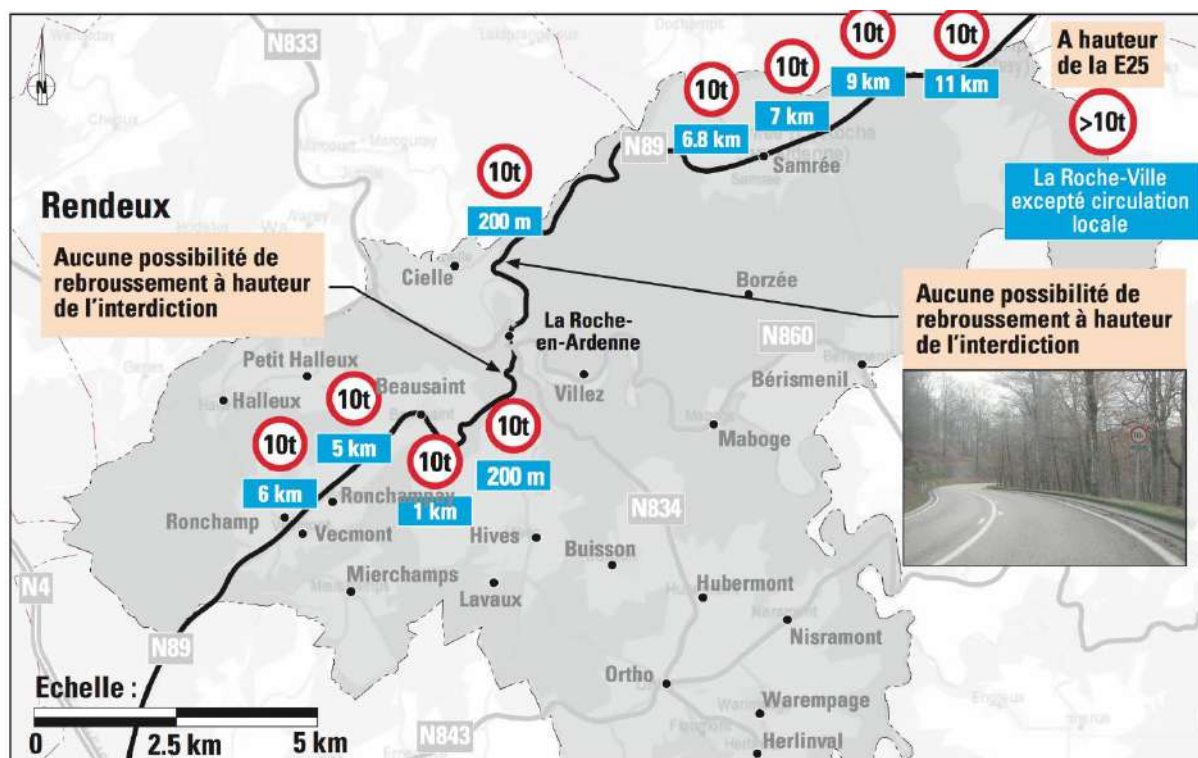 N833
10t
10t
10t
10t
A hauteur
de la E25
9 km
11 km
7 km
>10t
6.8 km
N89
Samrée
10t
La Roche-Ville
excepté circulation
locale
200 m
Rendeux
Aucune possibilité de
rebroussement à hauteur
de l'interdiction
Cielle
Borzée
Aucune possibilité de
rebroussement à hauteur
de l'interdiction
La Roche-
en-Ardenne
N860
Petit Halleux
Beausaint
Villez
Bérismenil
Halleux
10t
10t
10t
10t
Maboge
5 km
200 m
6 km
1 km
Ronchampay
Ronchamp
Vecmont
Hives
N834
Buisson
Mierchamps
Lavaux
Hubermont
N4
Nisramont
N89
Ortho
Echelle :
Warempage
N843
Herlinval
0
2.5 km
5 km